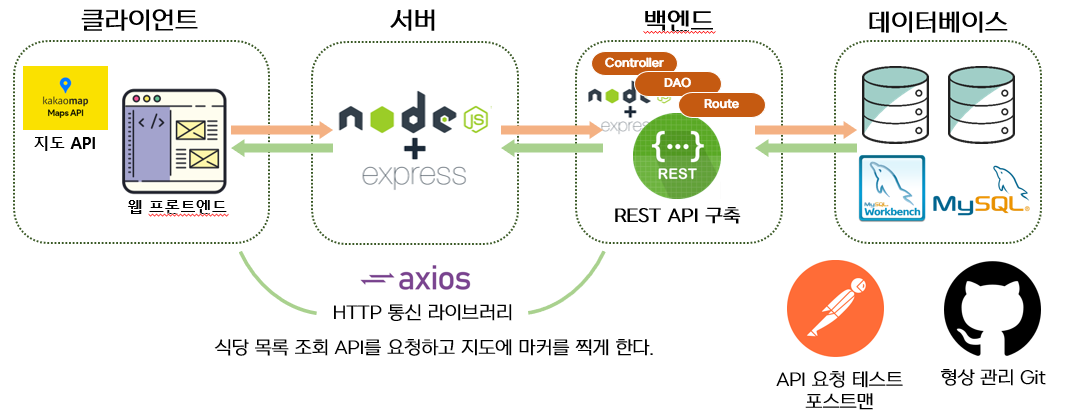 클라이언트
서버
백엔드
데이터베이스
kakaomap
Maps API
지도 API
</>
웹 프론트엔드
node
JS
+
express
Controller
DAO
Route
node
+
express
{...}
REST
REST API 구축
MySQL
Workbench
MySQL®
axios
HTTP 통신 라이브러리
식당 목록 조회 API를 요청하고 지도에 마커를 찍게 한다.
API 요청 테스트
포스트맨
형상 관리 Git